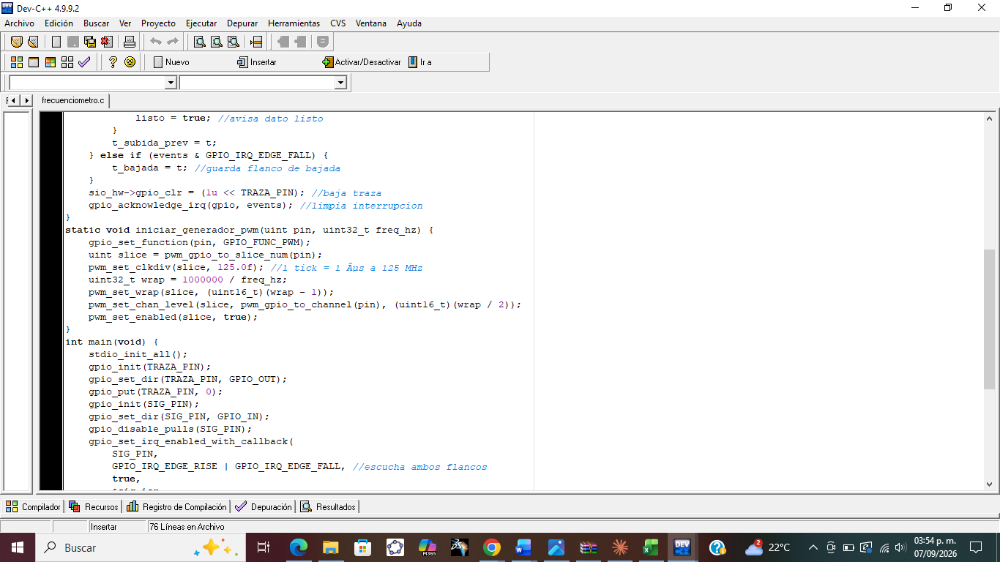 Dev-C++ 4.9.9.2
Archivo Edición Buscar Ver Proyecto Ejecutar Depurar Herramientas CVS Ventana Ayuda
Nuevo Insertar Activar/Desactivar Ir a
frecuenciometro.c
listo = true; //avisa dato listo
}
t_subida_prev = t;
} else if (events & GPIO_IRQ_EDGE_FALL) {
t_bajada = t; //guarda flanco de bajada
}
sio_hw->gpio_clr = (1u << TRAZA_PIN); //baja traza
gpio_acknowledge_irq(gpio, events); //limpia interrupcion
}
static void iniciar_generador_pwm(uint pin, uint32_t freq_hz) {
gpio_set_function(pin, GPIO_FUNC_PWM);
uint slice = pwm_gpio_to_slice_num(pin);
pwm_set_clkdiv(slice, 125.0f); //1 tick = 1 Âµs a 125 MHz
uint32_t wrap = 1000000 / freq_hz;
pwm_set_wrap(slice, (uint16_t)(wrap - 1));
pwm_set_chan_level(slice, pwm_gpio_to_channel(pin), (uint16_t)(wrap / 2));
pwm_set_enabled(slice, true);
}
int main(void) {
stdio_init_all();
gpio_init(TRAZA_PIN);
gpio_set_dir(TRAZA_PIN, GPIO_OUT);
gpio_put(TRAZA_PIN, 0);
gpio_init(SIG_PIN);
gpio_set_dir(SIG_PIN, GPIO_IN);
gpio_disable_pulls(SIG_PIN);
gpio_set_irq_enabled_with_callback(
SIG_PIN,
GPIO_IRQ_EDGE_RISE | GPIO_IRQ_EDGE_FALL, //escucha ambos flancos
true,
Compilador Recursos Registro de Compilación Depuración Resultados
Insertar 76 Líneas en Archivo
Buscar
M365
DEV
2
22°C
03:54 p. m.
07/09/2026